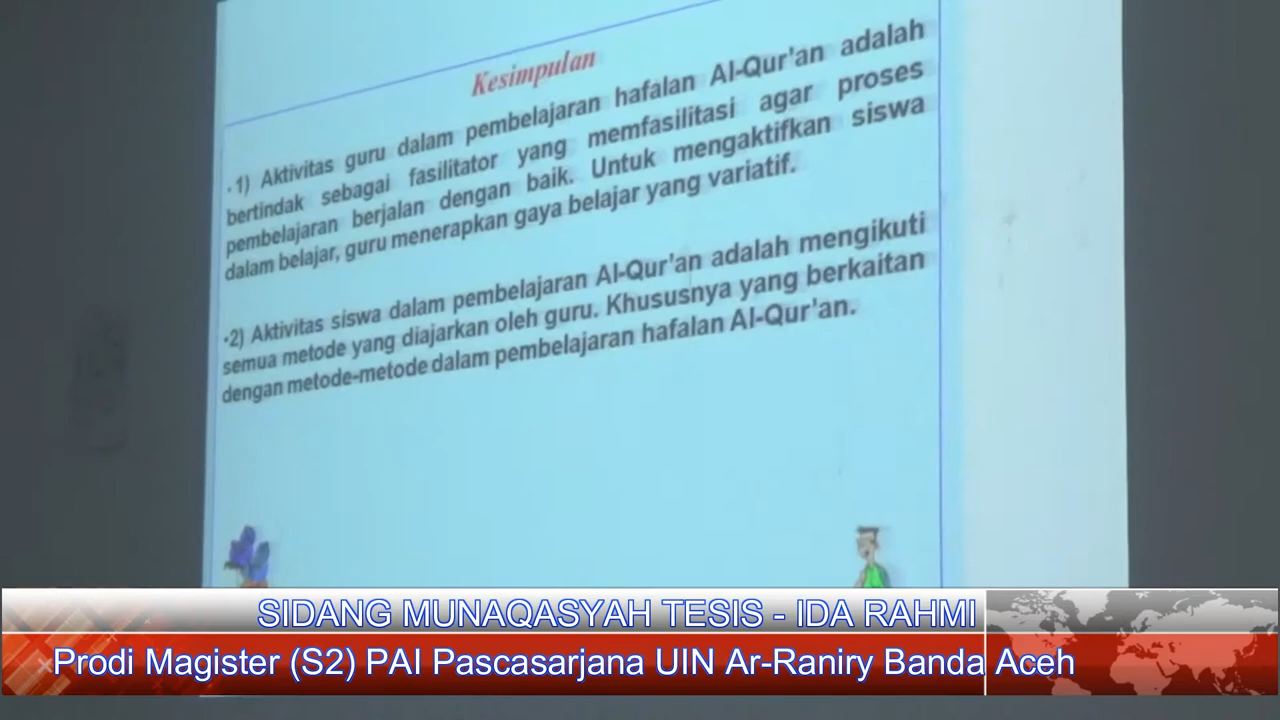 Kesimpulan
•1) Aktivitas guru dalam pembelajaran hafalan Al-Qur'an adalah
bertindak sebagai fasilitator yang memfasilitasi agar proses
pembelajaran berjalan dengan baik. Untuk mengaktifkan siswa
dalam belajar, guru menerapkan gaya belajar yang variatif.
•2) Aktivitas siswa dalam pembelajaran Al-Qur'an adalah mengikuti
semua metode yang diajarkan oleh guru. Khususnya yang berkaitan
dengan metode-metode dalam pembelajaran hafalan Al-Qur'an.
SIDANG MUNAQASYAH TESIS - IDA RAHMI
Prodi Magister (S2) PAI Pascasarjana UIN Ar-Raniry Banda Aceh